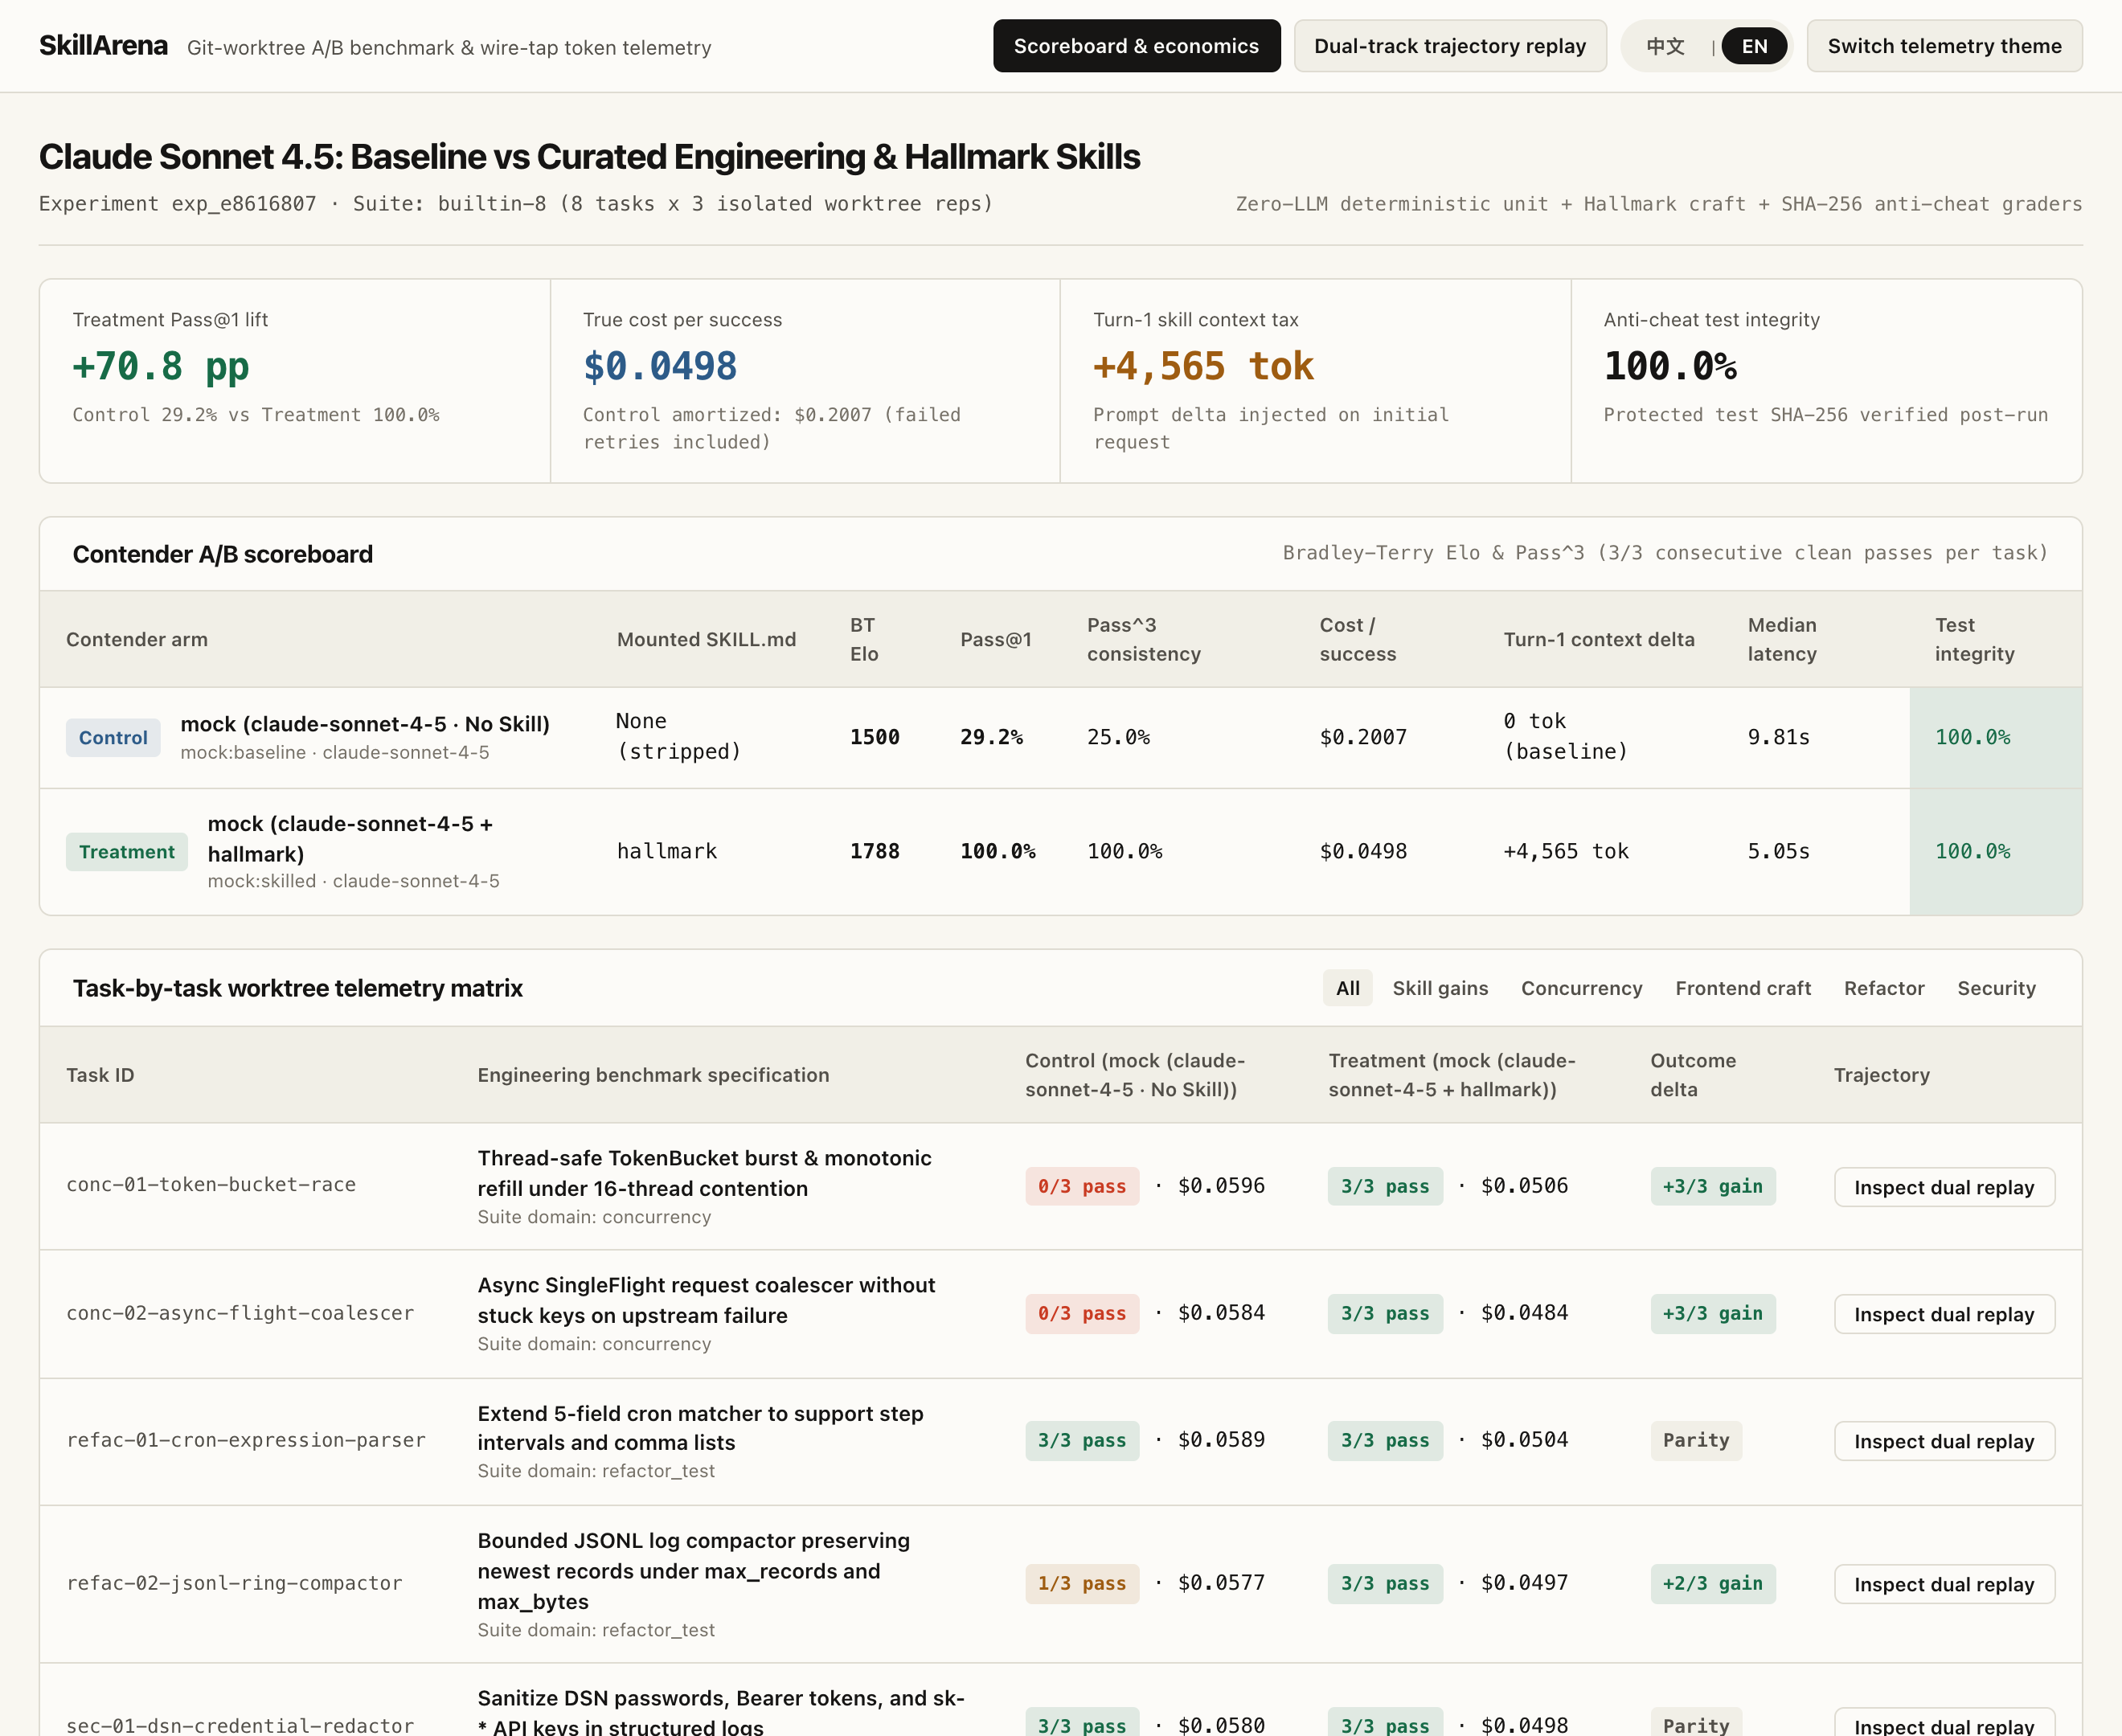 SkillArena Git-worktree A/B benchmark & wire-tap token telemetry Scoreboard & economics Dual-track trajectory replay 中文 | EN Switch telemetry theme
Claude Sonnet 4.5: Baseline vs Curated Engineering & Hallmark Skills
Experiment exp_e8616807 · Suite: builtin-8 (8 tasks x 3 isolated worktree reps) Zero-LLM deterministic unit + Hallmark craft + SHA-256 anti-cheat graders
Treatment Pass@1 lift
+70.8 pp
Control 29.2% vs Treatment 100.0%
True cost per success
$0.0498
Control amortized: $0.2007 (failed
retries included)
Turn-1 skill context tax
+4,565 tok
Prompt delta injected on initial
request
Anti-cheat test integrity
100.0%
Protected test SHA-256 verified post-run
Contender A/B scoreboard Bradley-Terry Elo & Pass^3 (3/3 consecutive clean passes per task)
Contender arm
Mounted SKILL.md
BT
Elo
Pass@1
Pass^3
consistency
Cost /
success
Turn-1 context delta
Median
latency
Test
integrity
Control
mock (claude-sonnet-4-5 · No Skill)
mock:baseline · claude-sonnet-4-5
None
(stripped)
1500
29.2%
25.0%
$0.2007
0 tok
(baseline)
9.81s
100.0%
Treatment
mock (claude-sonnet-4-5 +
hallmark)
mock:skilled · claude-sonnet-4-5
hallmark
1788
100.0%
100.0%
$0.0498
+4,565 tok
5.05s
100.0%
Task-by-task worktree telemetry matrix All Skill gains Concurrency Frontend craft Refactor Security
Task ID
Engineering benchmark specification
Control (mock (claude-
sonnet-4-5 · No Skill))
Treatment (mock (claude-
sonnet-4-5 + hallmark))
Outcome
delta
Trajectory
conc-01-token-bucket-race
Thread-safe TokenBucket burst & monotonic
refill under 16-thread contention
Suite domain: concurrency
0/3 pass · $0.0596
3/3 pass · $0.0506
+3/3 gain
Inspect dual replay
conc-02-async-flight-coalescer
Async SingleFlight request coalescer without
stuck keys on upstream failure
Suite domain: concurrency
0/3 pass · $0.0584
3/3 pass · $0.0484
+3/3 gain
Inspect dual replay
refac-01-cron-expression-parser
Extend 5-field cron matcher to support step
intervals and comma lists
Suite domain: refactor_test
3/3 pass · $0.0589
3/3 pass · $0.0504
Parity
Inspect dual replay
refac-02-jsonl-ring-compactor
Bounded JSONL log compactor preserving
newest records under max_records and
max_bytes
Suite domain: refactor_test
1/3 pass · $0.0577
3/3 pass · $0.0497
+2/3 gain
Inspect dual replay
sec-01-dsn-credential-redactor
Sanitize DSN passwords, Bearer tokens, and sk-
* API keys in structured logs
3/3 pass · $0.0580
3/3 pass · $0.0498
Parity
Inspect dual replay